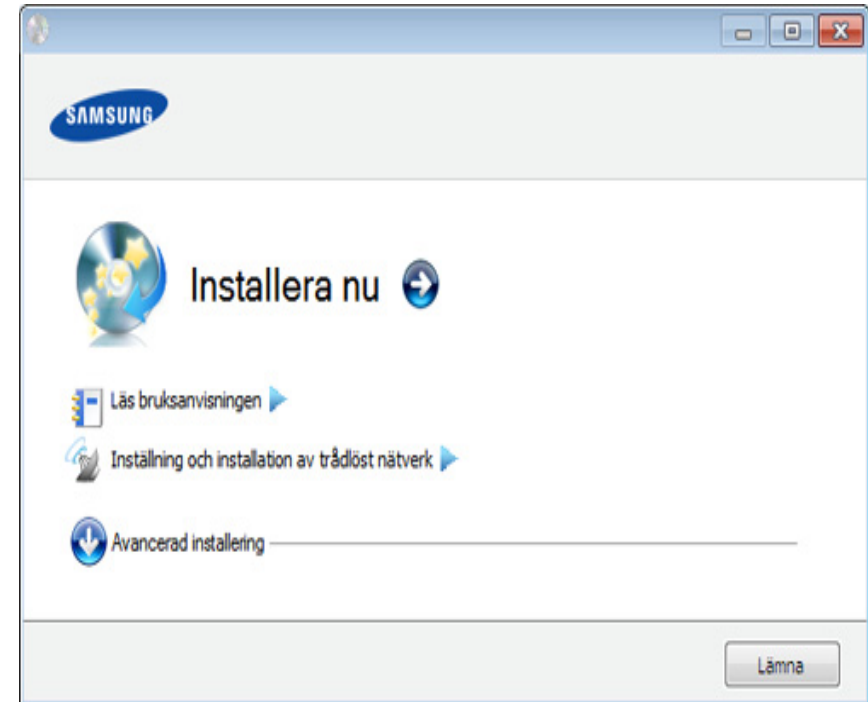 SAMSUNG
Installera nu
Läs bruksanvisningen
Inställning och installation av trådlöst nätverk
Avancerad installering
Lämna